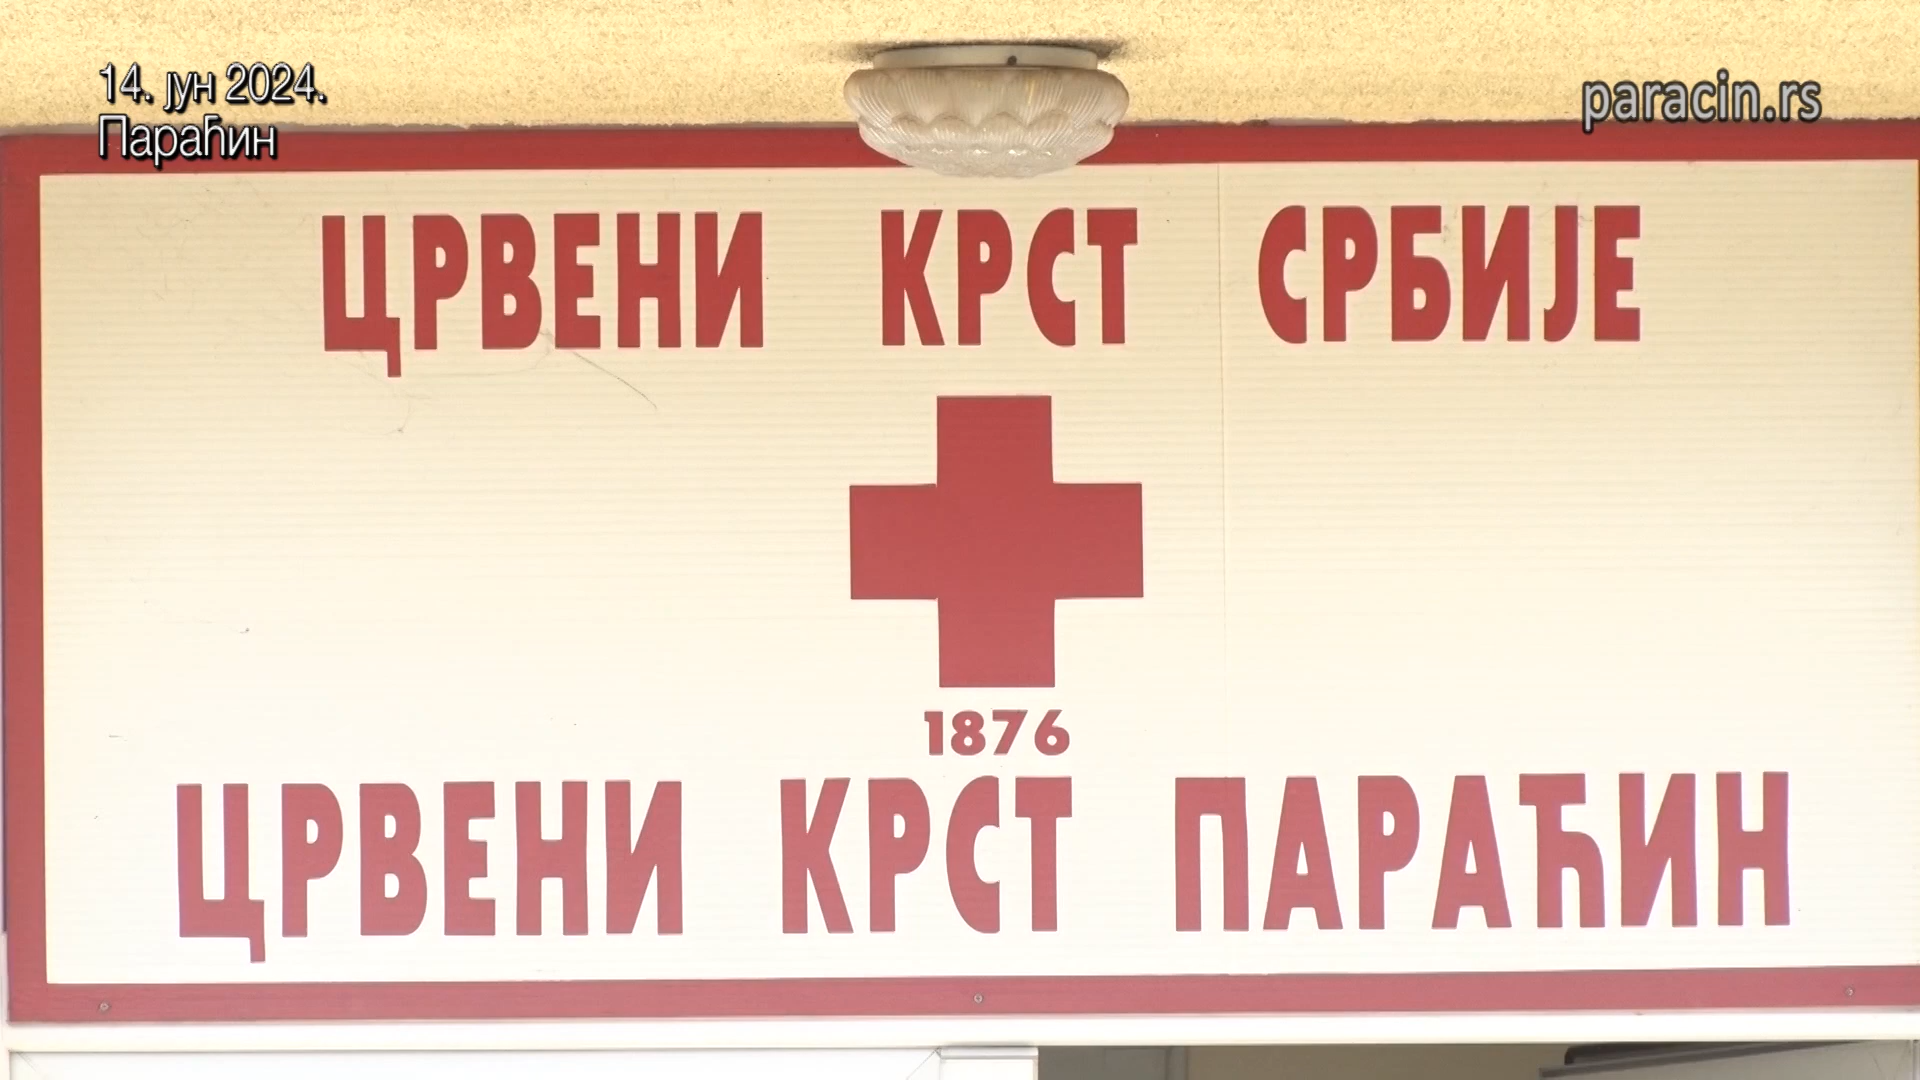 14. јун 2024.
Параћин
paracin.rs
ЦРВЕНИ КРСТ СРБИЈЕ
1876
ЦРВЕНИ КРСТ ПАРАЋИН